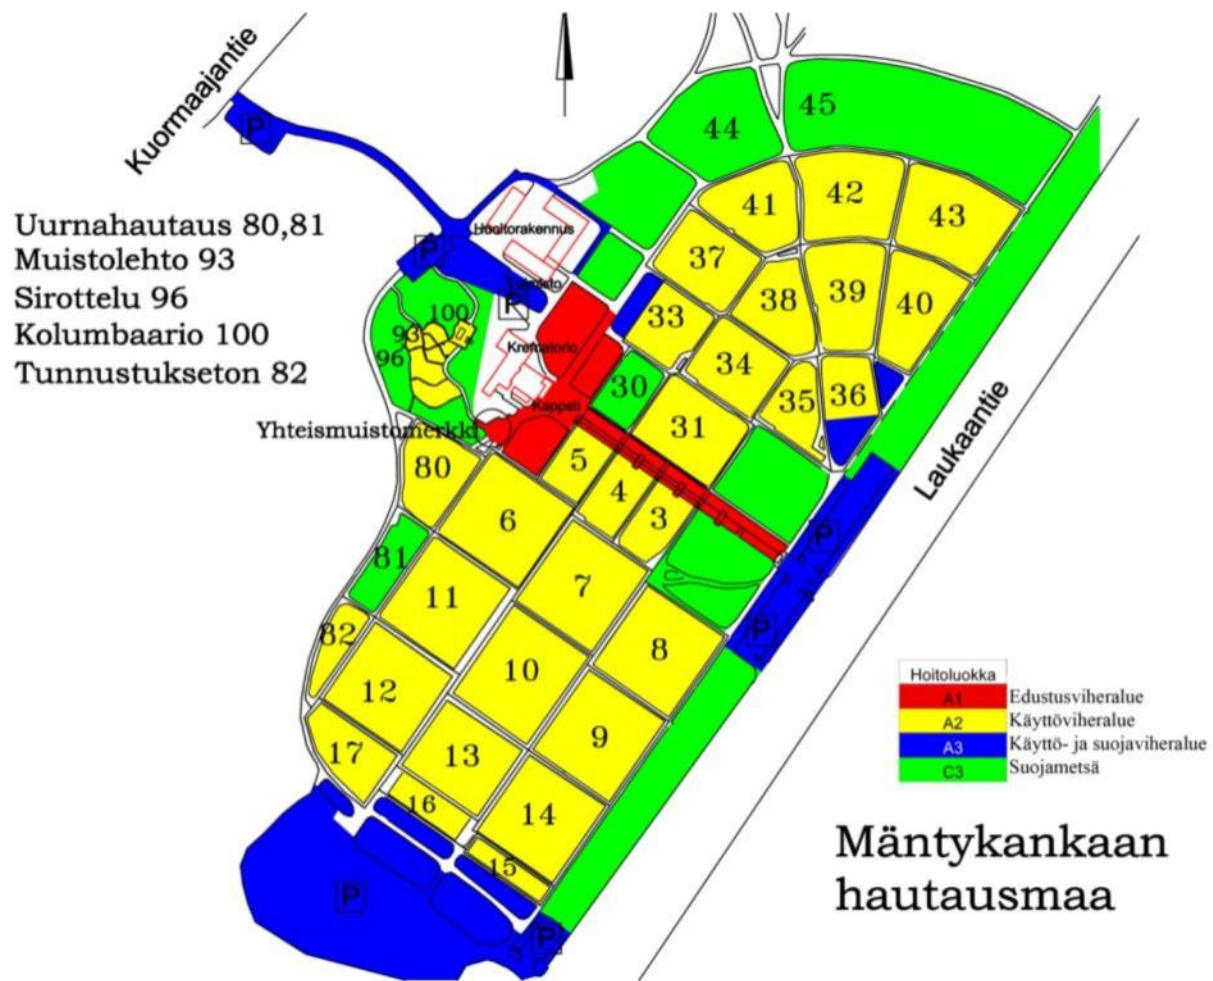 Kuormaajantie
P
45
44
42
41
43
Uurnahautaus 80,81
Muistolehto 93
Sirottelu 96
Kolumbaario 100
Tunnustukseton 82
Huoltorakennus
P
37
P
38
39
40
100
33
93
96
Krematorio
34
30
35
36
Kappeli
31
Yhteismuistomerkki
Laukaantie
80
5
4
3
6
P
81
7
11
82
8
P
10
12
9
17
13
16
14
15
P
P
Hoitoluokka
A1 Edustusviheralue
A2 Käyttöviheralue
A3 Käyttö- ja suojaviheralue
C3 Suojametsä
Mäntykankaan
hautausmaa